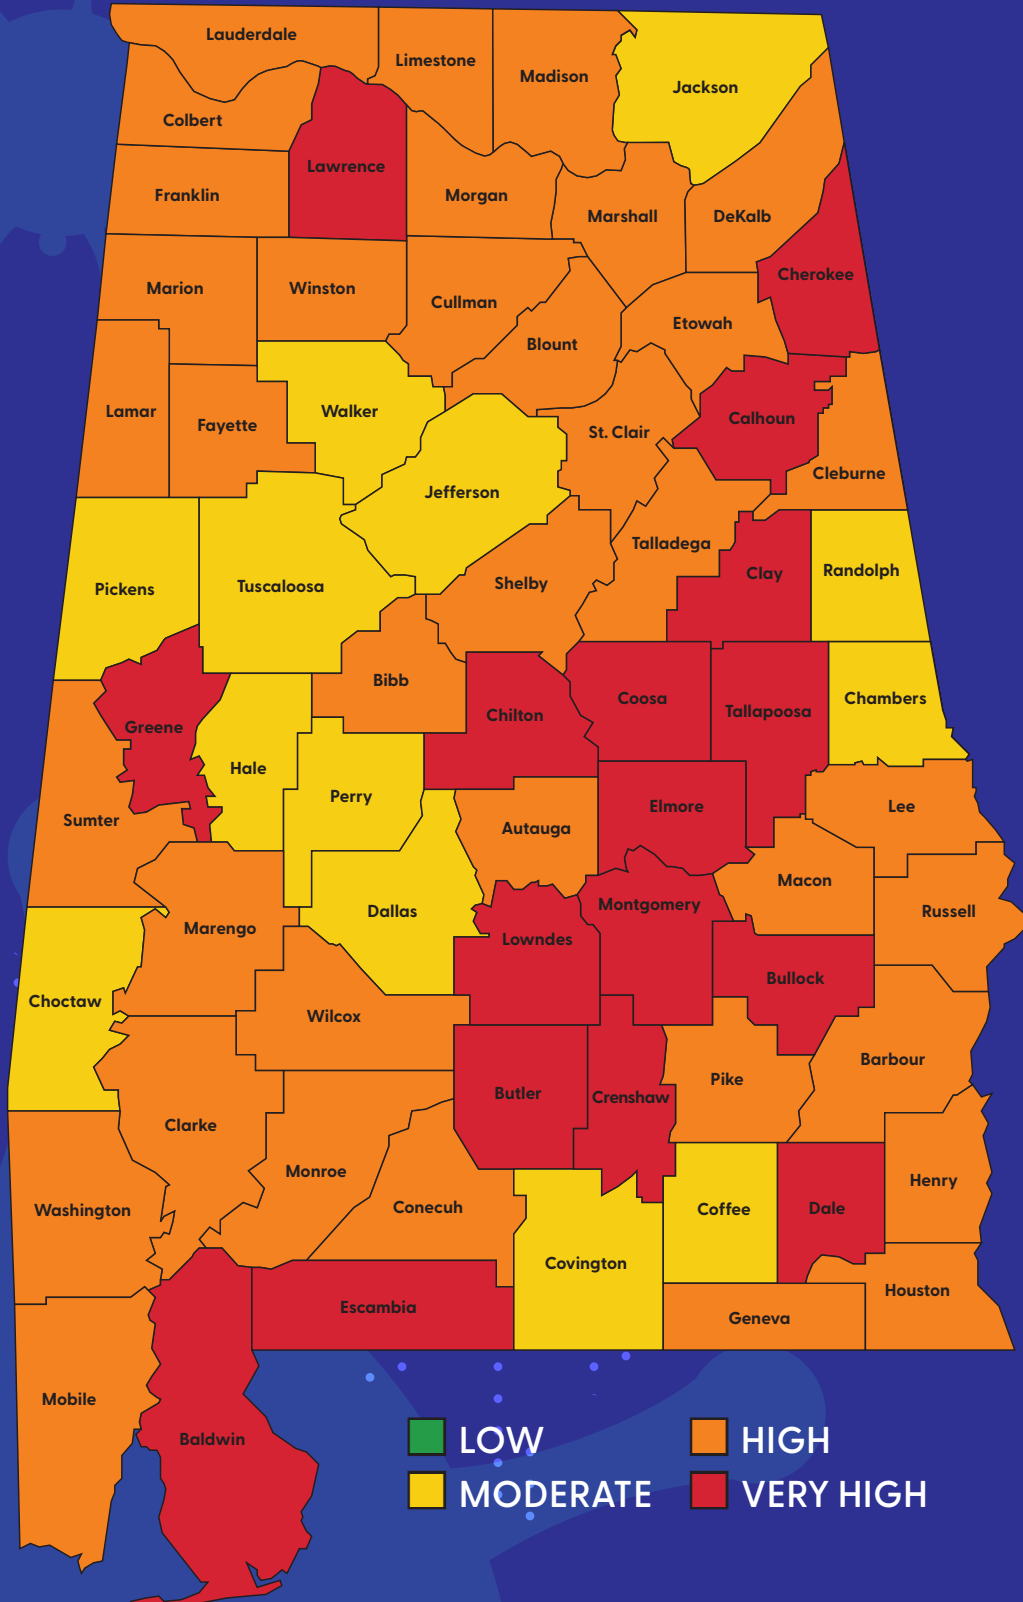 Lauderdale
Limestone
Madison
Jackson
Colbert
Lawrence
Franklin
Morgan
Marshall
DeKalb
Cherokee
Marion
Winston
Cullman
Etowah
Blount
Lamar
Fayette
Walker
St. Clair
Calhoun
Cleburne
Jefferson
Talladega
Clay
Randolph
Pickens
Tuscaloosa
Shelby
Bibb
Coosa
Tallapoosa
Chambers
Greene
Chilton
Hale
Perry
Elmore
Lee
Sumter
Autauga
Macon
Dallas
Montgomery
Russell
Marengo
Lowndes
Bullock
Choctaw
Wilcox
Barbour
Pike
Butler
Crenshaw
Clarke
Monroe
Henry
Washington
Conecuh
Coffee
Dale
Covington
Houston
Escambia
Geneva
Mobile
Baldwin
LOW
HIGH
MODERATE
VERY HIGH